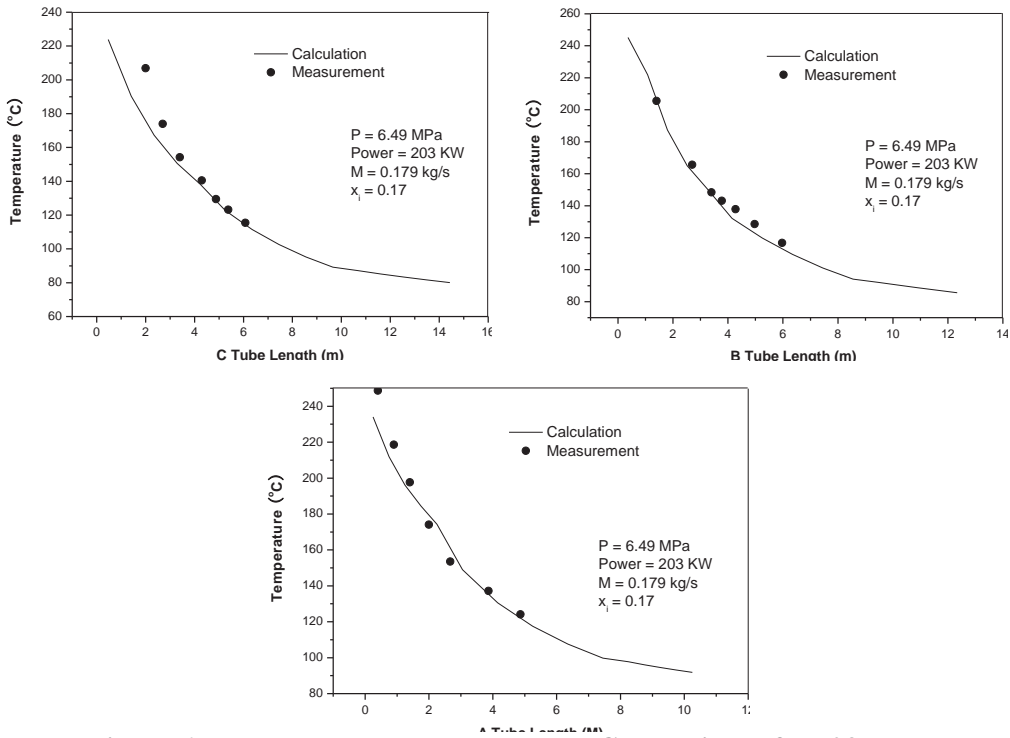 240
220
200
180
160
140
120
100
80
60
Temperature (°C)
Calculation
Measurement
P = 6.49 MPa
Power = 203 KW
M = 0.179 kg/s
xi = 0.17
0 2 4 6 8 10 12 14 16
C Tube Length (m)
260
240
220
200
180
160
140
120
100
80
Temperature (°C)
Calculation
Measurement
P = 6.49 MPa
Power = 203 KW
M = 0.179 kg/s
xi = 0.17
0 2 4 6 8 10 12 14
B Tube Length (m)
240
220
200
180
160
140
120
100
80
Temperature (°C)
Calculation
Measurement
P = 6.49 MPa
Power = 203 KW
M = 0.179 kg/s
xi = 0.17
0 2 4 6 8 10 12
A Tube Length (M)